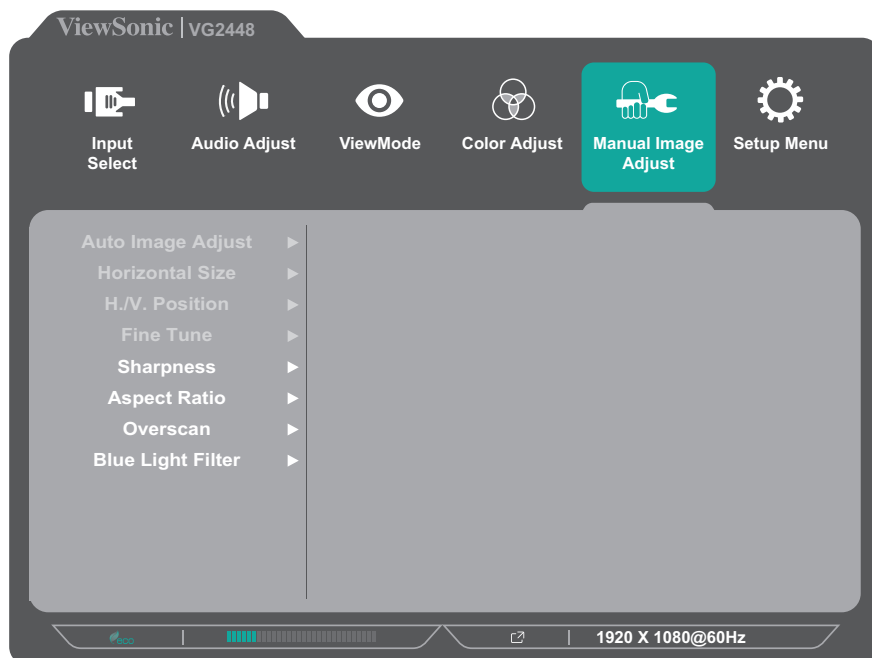 ViewSonic | VG2448
Input Select
Audio Adjust
ViewMode
Color Adjust
Manual Image Adjust
Setup Menu
Auto Image Adjust
Horizontal Size
H./V. Position
Fine Tune
Sharpness
Aspect Ratio
Overscan
Blue Light Filter
eco
1920 X 1080@60Hz